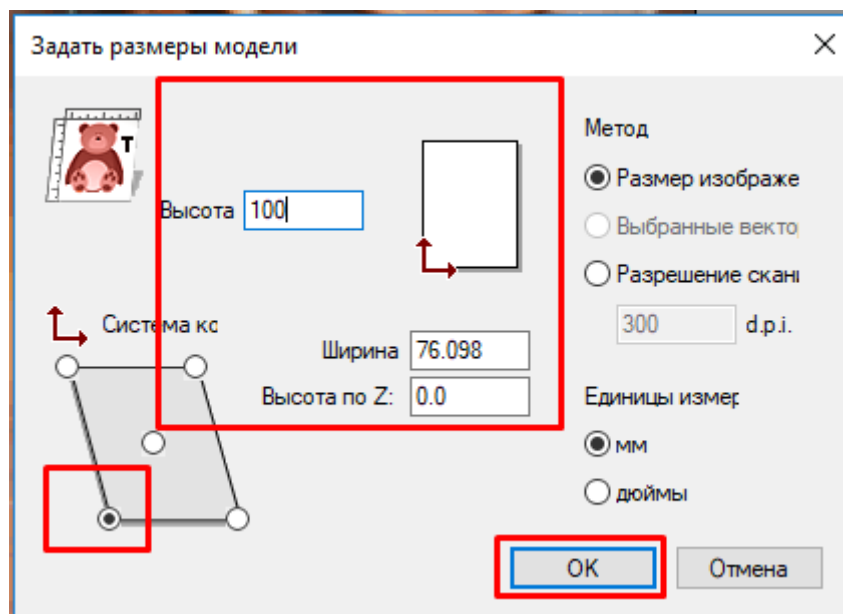 Задать размеры модели
Метод
Размер изображе
Высота 100
Выбранные векто
Разрешение скани
300 d.p.i.
Система ко
Ширина 76.098
Высота по Z: 0.0
Единицы измер
мм
дюймы
OK
Отмена
T